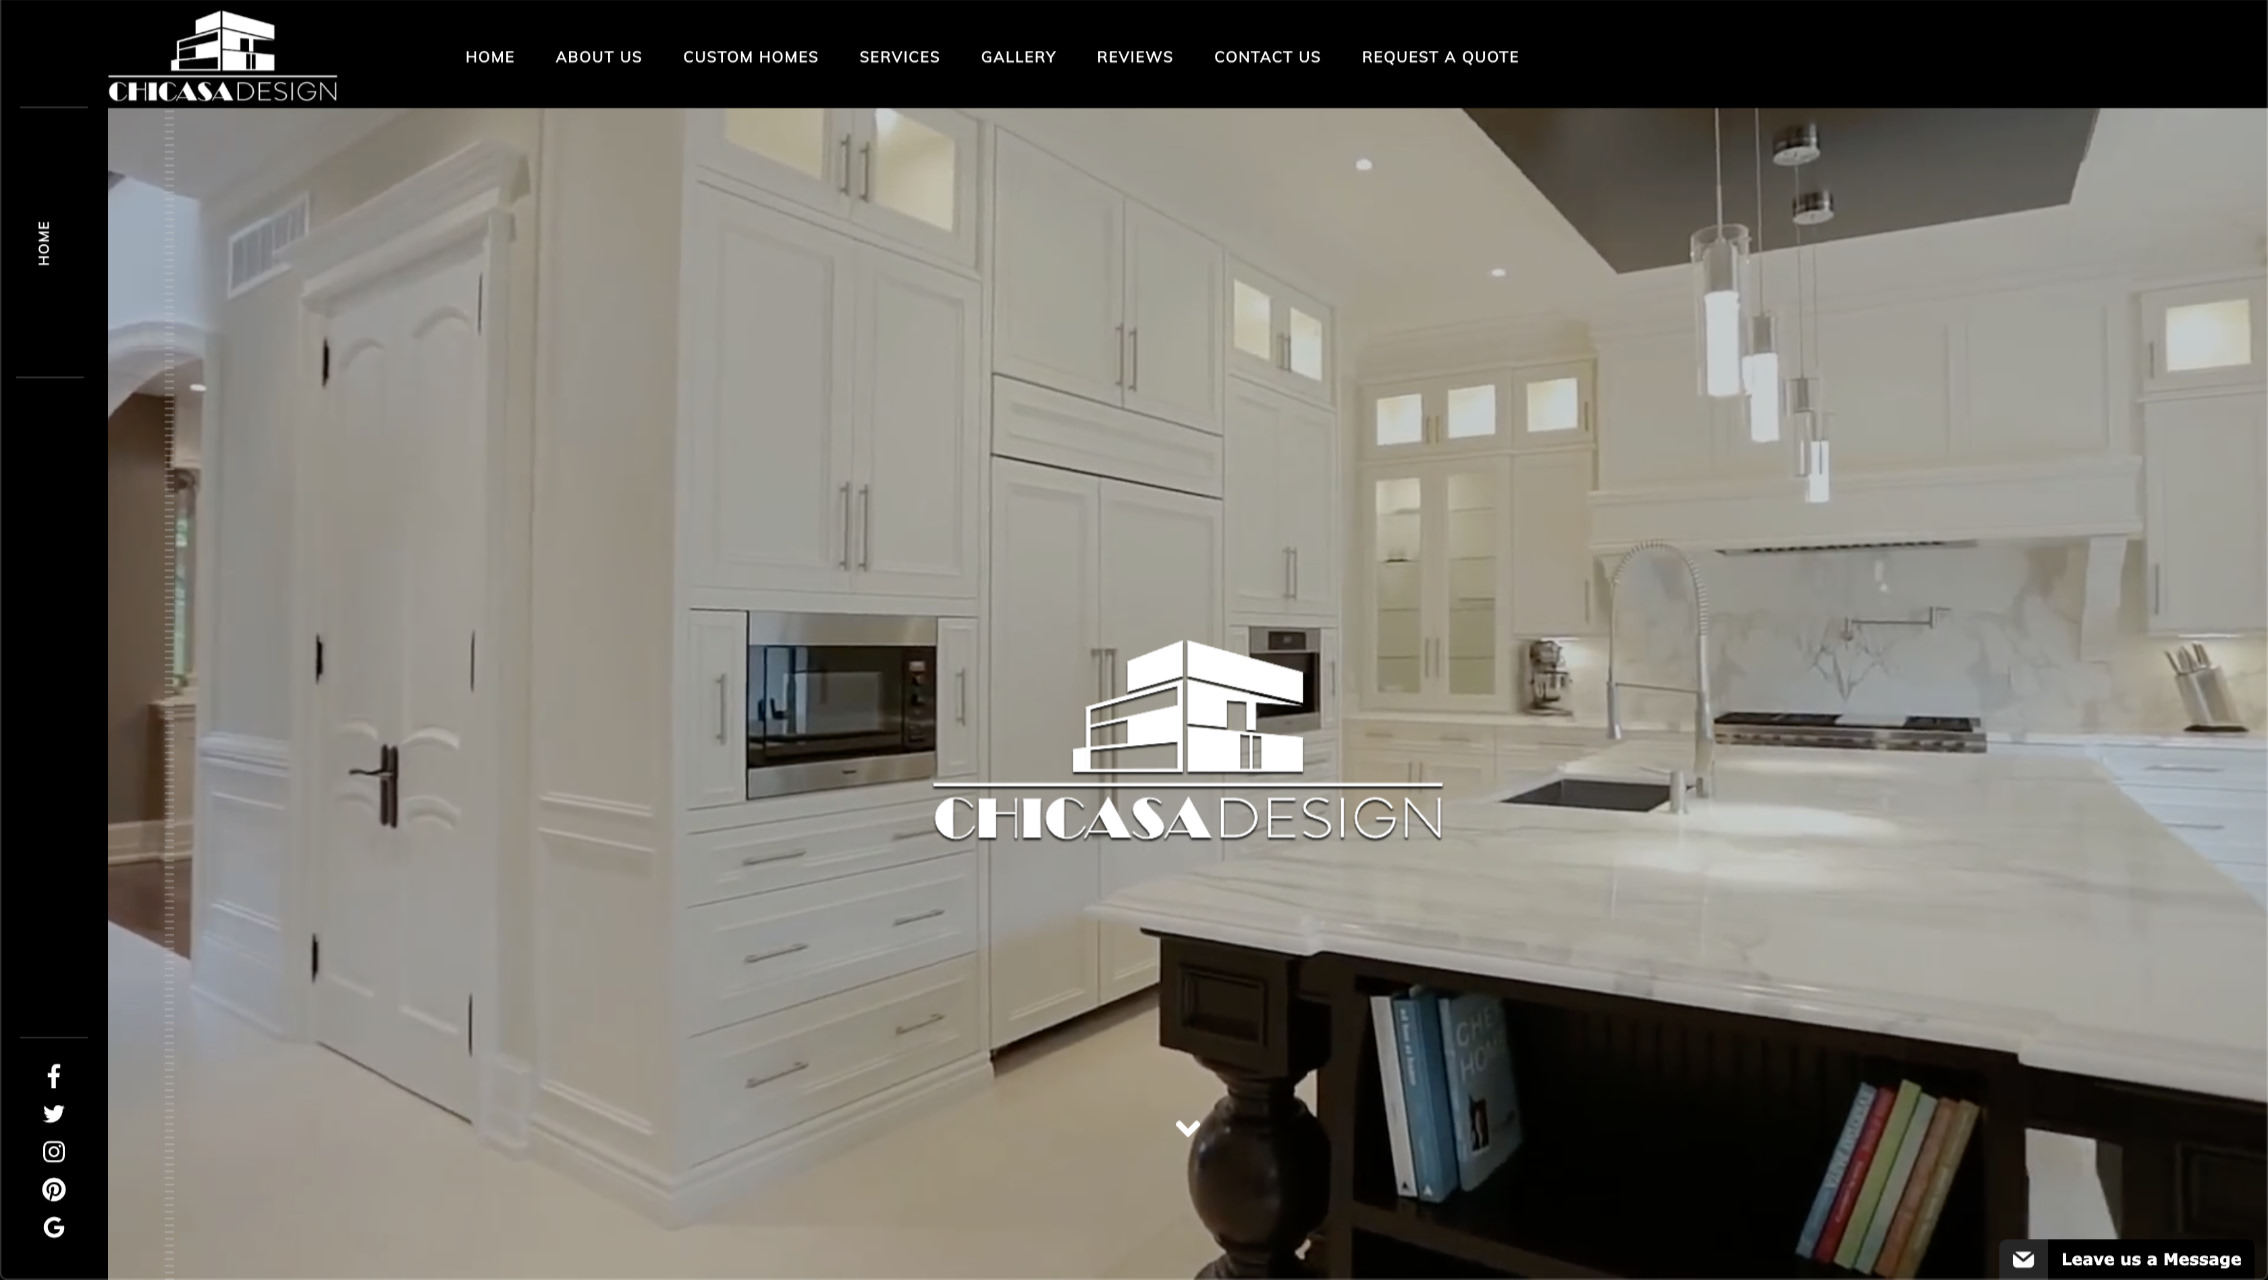 CHICASADESIGN
HOME
ABOUT US
CUSTOM HOMES
SERVICES
GALLERY
REVIEWS
CONTACT US
REQUEST A QUOTE
HOME
CHICASADESIGN
Leave us a Message